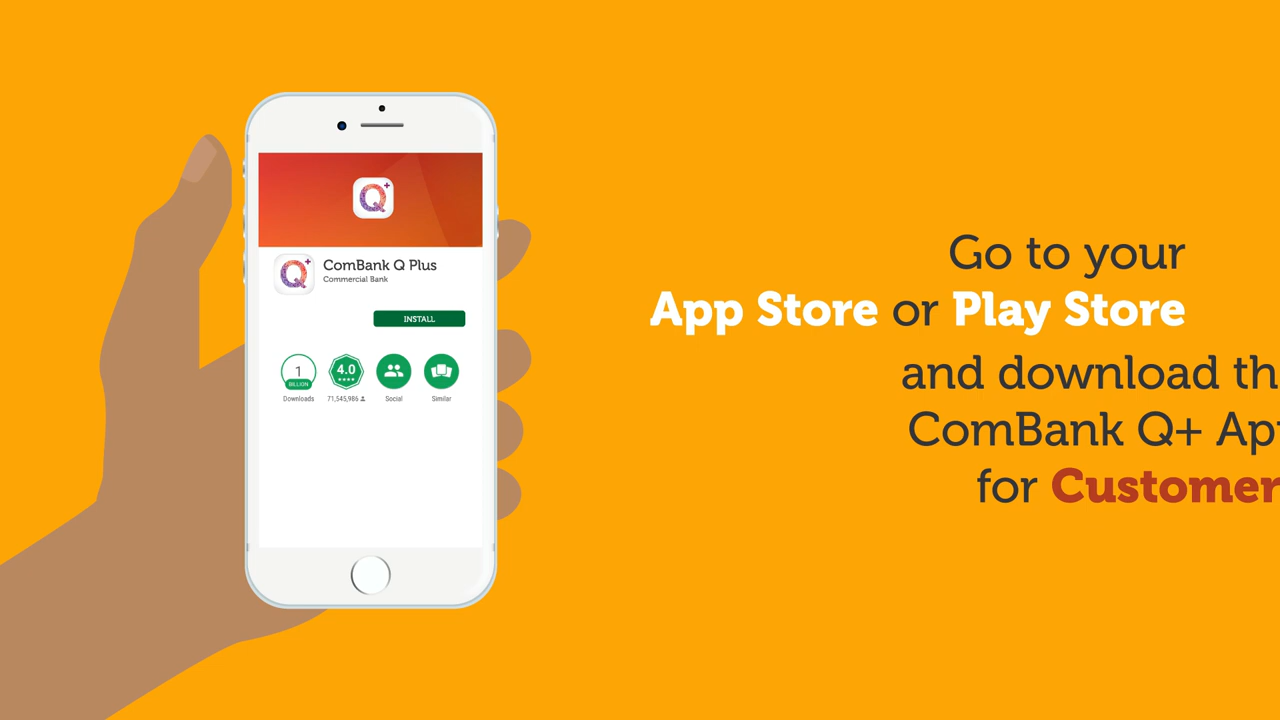 Q+
Q+
ComBank Q Plus
Commercial Bank
INSTALL
1
BILLION
4.0
Downloads
71,545,986
Social
Similar
Go to your
App Store or Play Store
and download th
ComBank Q+ Ap
for Customer